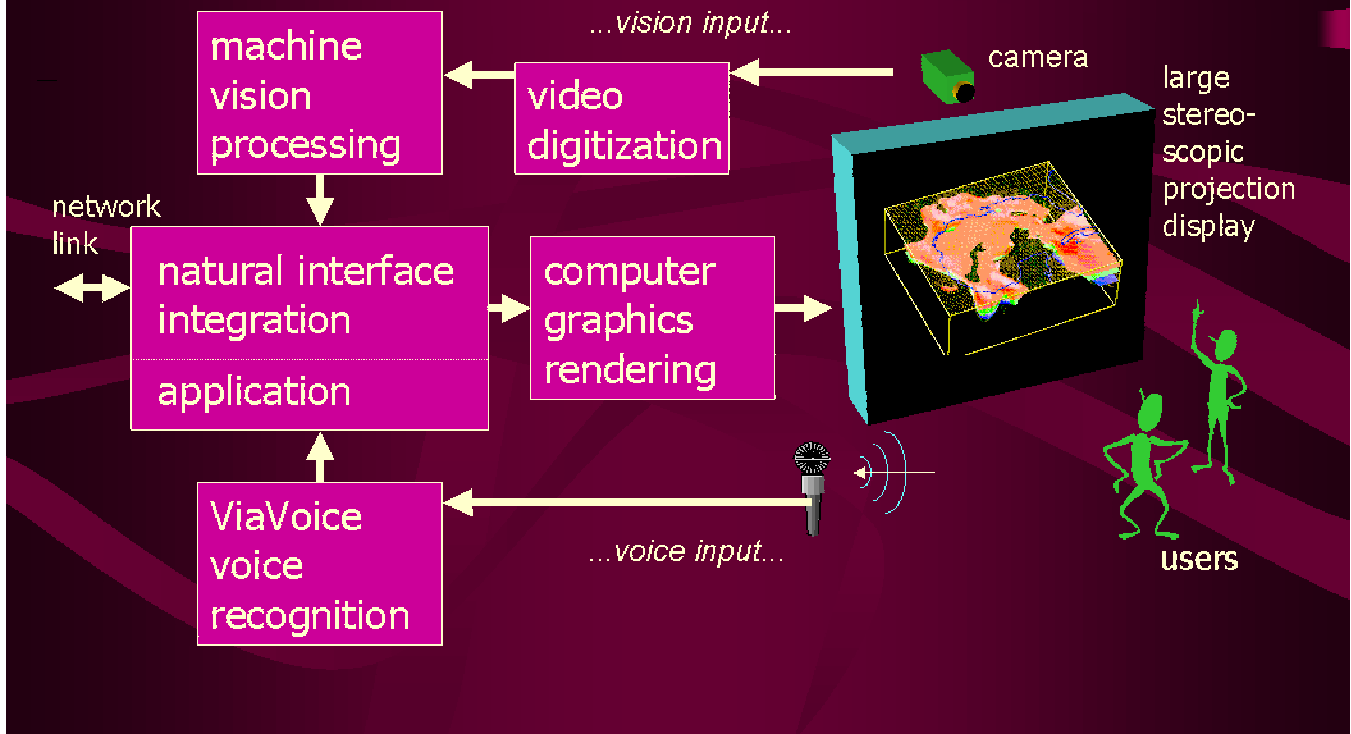 ...vision input...
machine
vision
processing
video
digitization
camera
large
stereo-
scopic
projection
display
network
link
natural interface
integration
application
computer
graphics
rendering
ViaVoice
voice
recognition
...voice input...
users